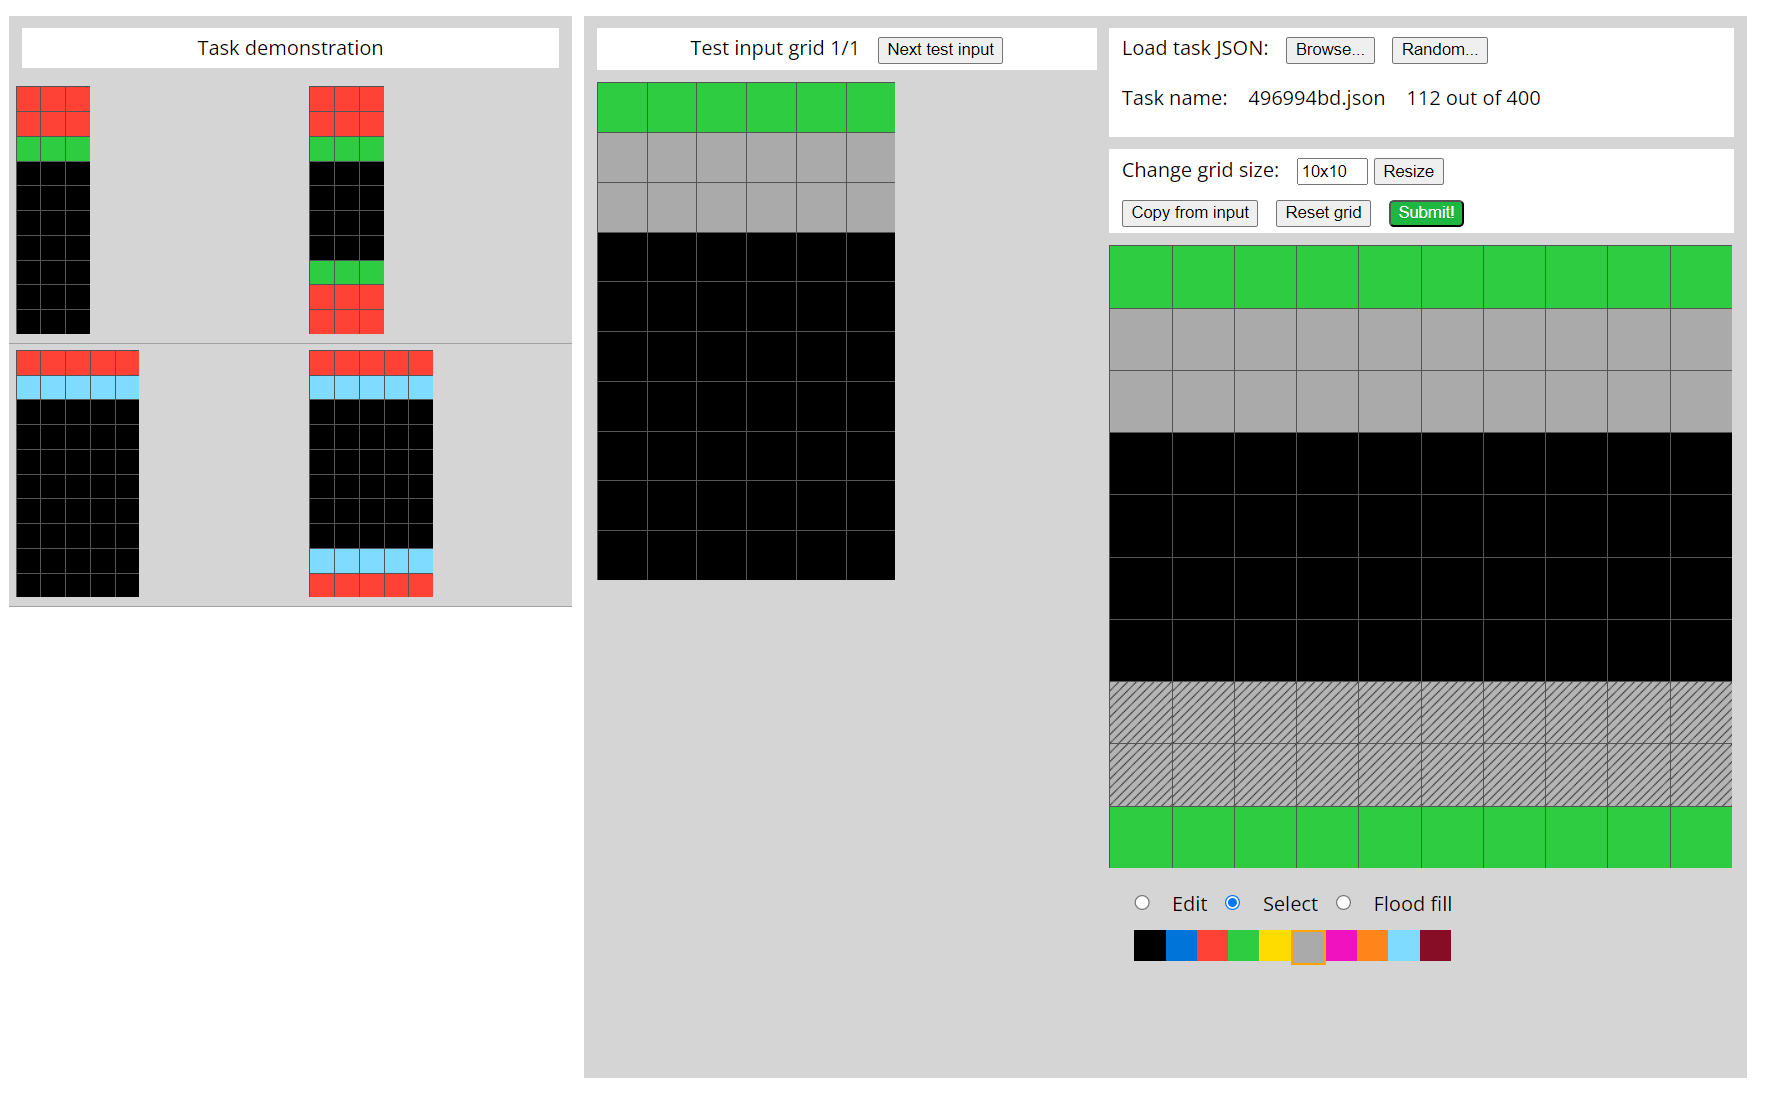 Task demonstration
Test input grid 1/1 Next test input
Load task JSON: Browse... Random...
Task name: 496994bd.json 112 out of 400
Change grid size: 10x10 Resize
Copy from input Reset grid Submit!
Edit Select Flood fill